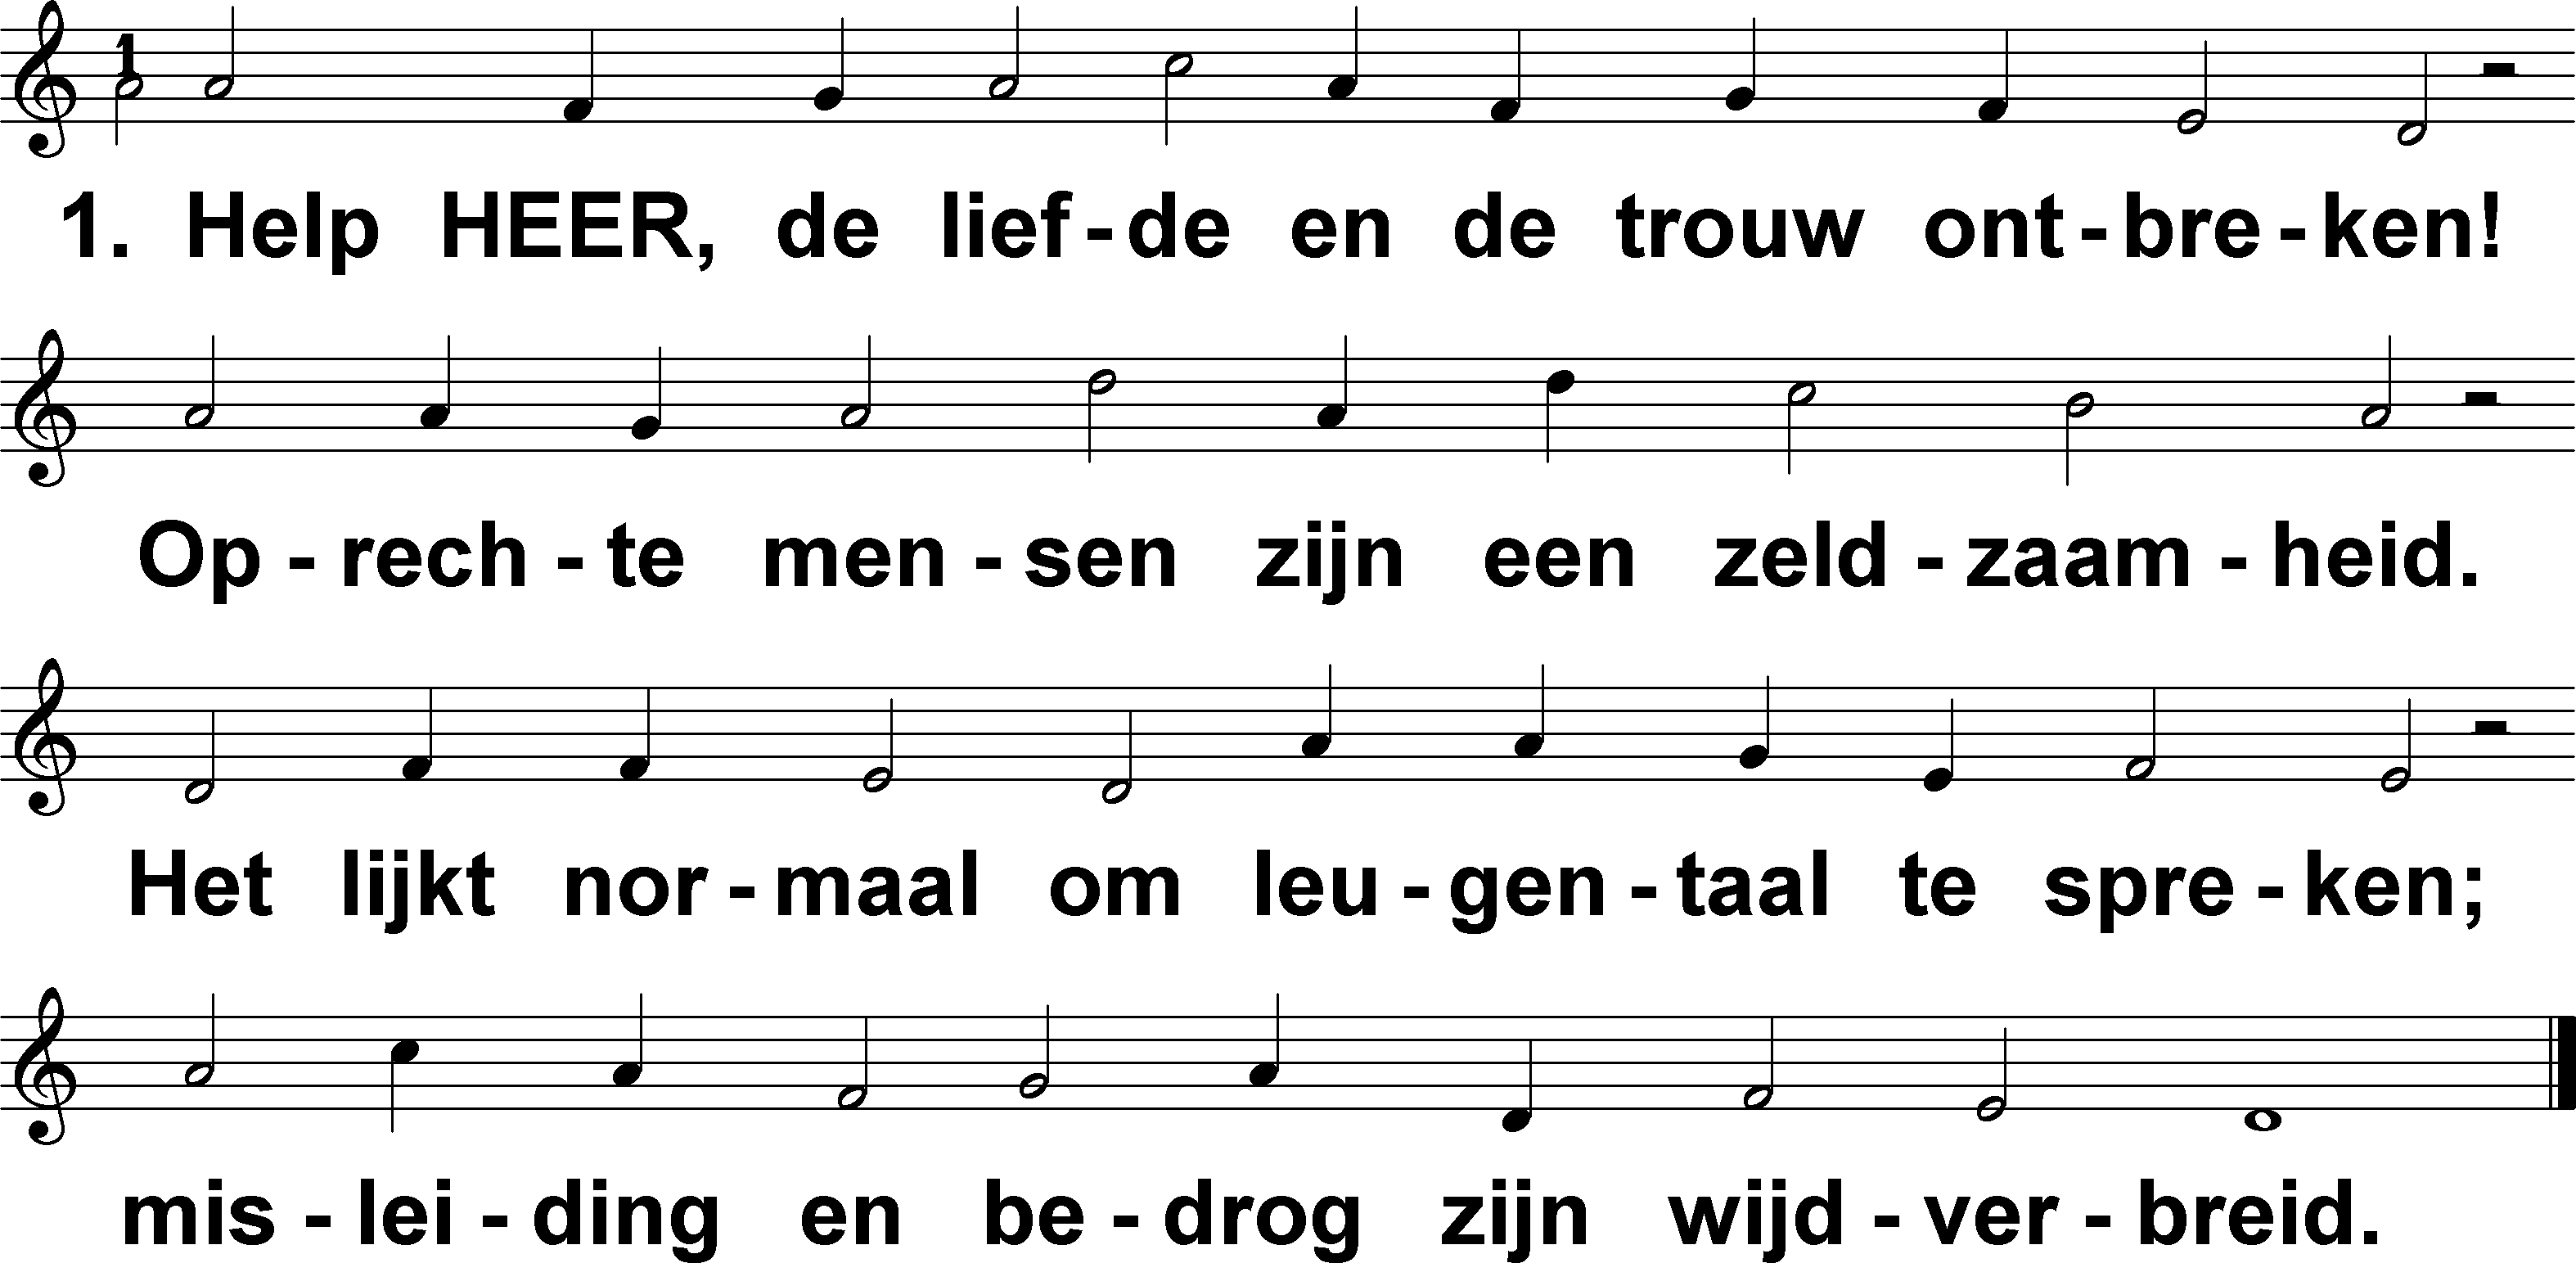 1
1. Help HEER, de lief-de en de trouw ont-bre-ken!
Op-rech-te men-sen zijn een zeld-zaam-heid.
Het lijkt nor-maal om leu-gen-taal te spre-ken;
mis-lei-ding en be-drog zijn wijd-ver-breid.